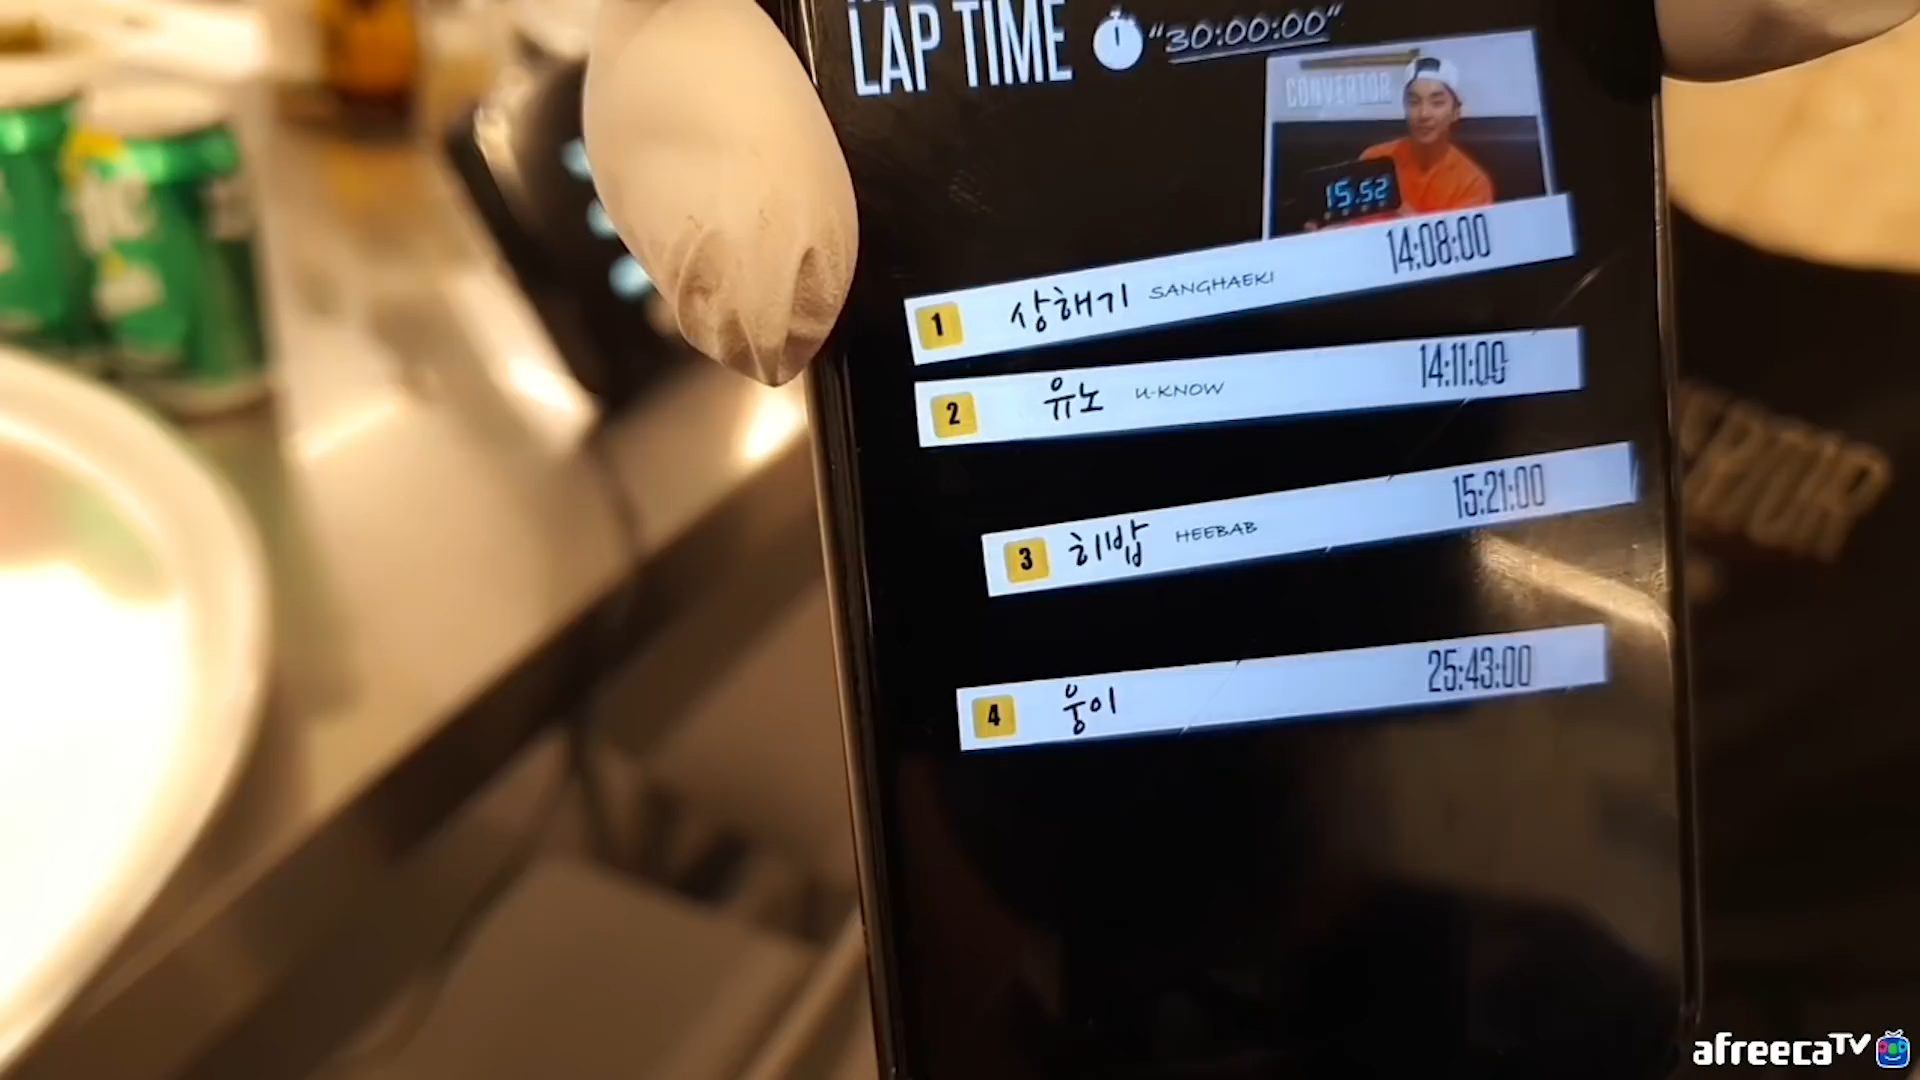 LAP TIME "30:00:00"
CONVERTOR
15.52
1 상해기 SANGHAEKI 14:08:00
2 유노 U-KNOW 14:11:00
3 히밥 HEEBAB 15:21:00
4 웅이 25:43:00
afreecaTV